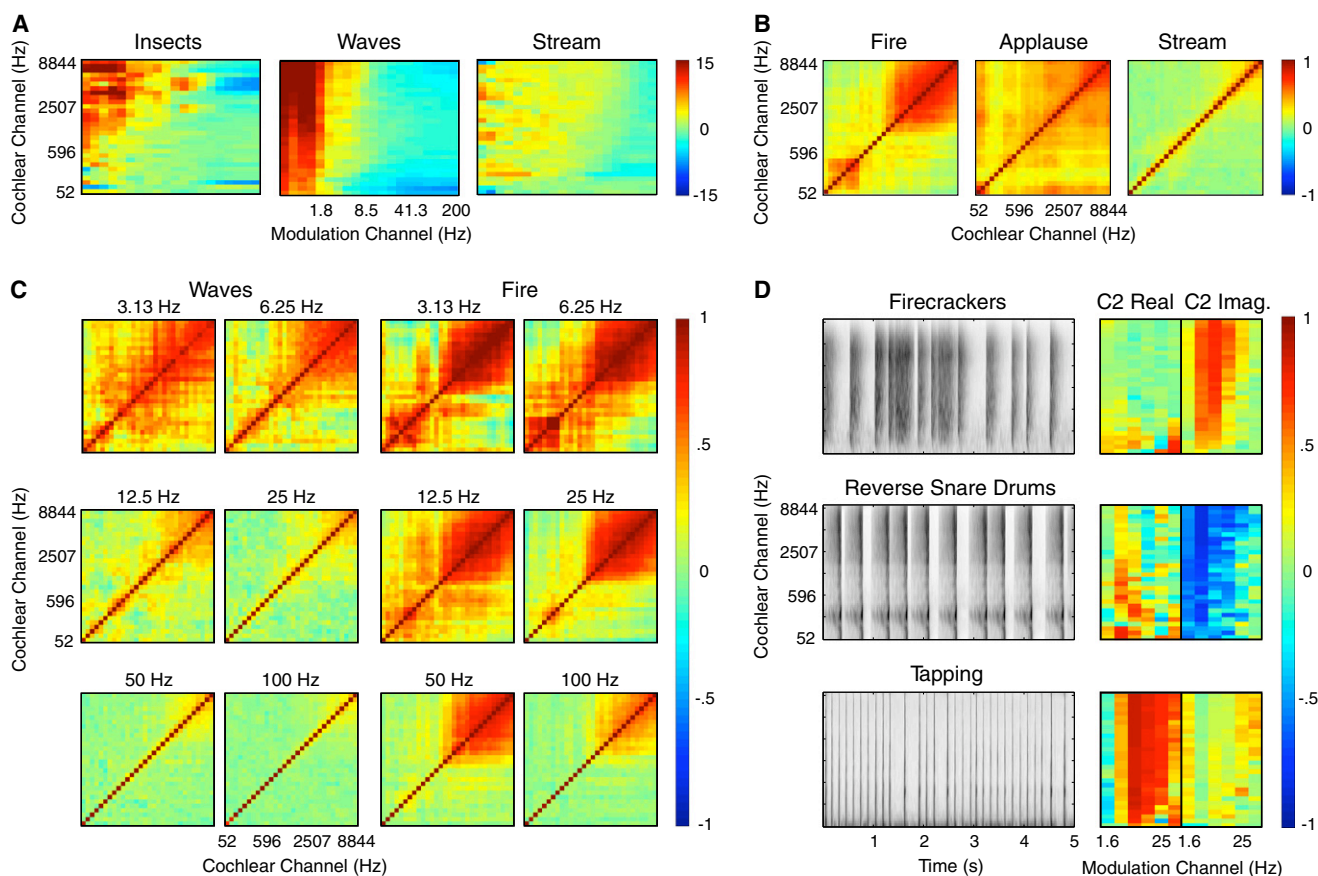 A
Insects Waves Stream
Cochlear Channel (Hz)
8844
2507
596
52
1.8 8.5 41.3 200
Modulation Channel (Hz)
15
0
-15
B
Fire Applause Stream
Cochlear Channel (Hz)
8844
2507
596
52
52 596 2507 8844
Cochlear Channel (Hz)
1
0
-1
C
Waves Fire
3.13 Hz 6.25 Hz 3.13 Hz 6.25 Hz
12.5 Hz 25 Hz 12.5 Hz 25 Hz
Cochlear Channel (Hz)
8844
2507
596
52
50 Hz 100 Hz 50 Hz 100 Hz
52 596 2507 8844
Cochlear Channel (Hz)
1
.5
0
-.5
-1
D
Firecrackers C2 Real C2 Imag.
Reverse Snare Drums
Cochlear Channel (Hz)
8844
2507
596
52
Tapping
1 2 3 4 5
Time (s)
1.6 25 1.6 25
Modulation Channel (Hz)
1
.5
0
-.5
-1